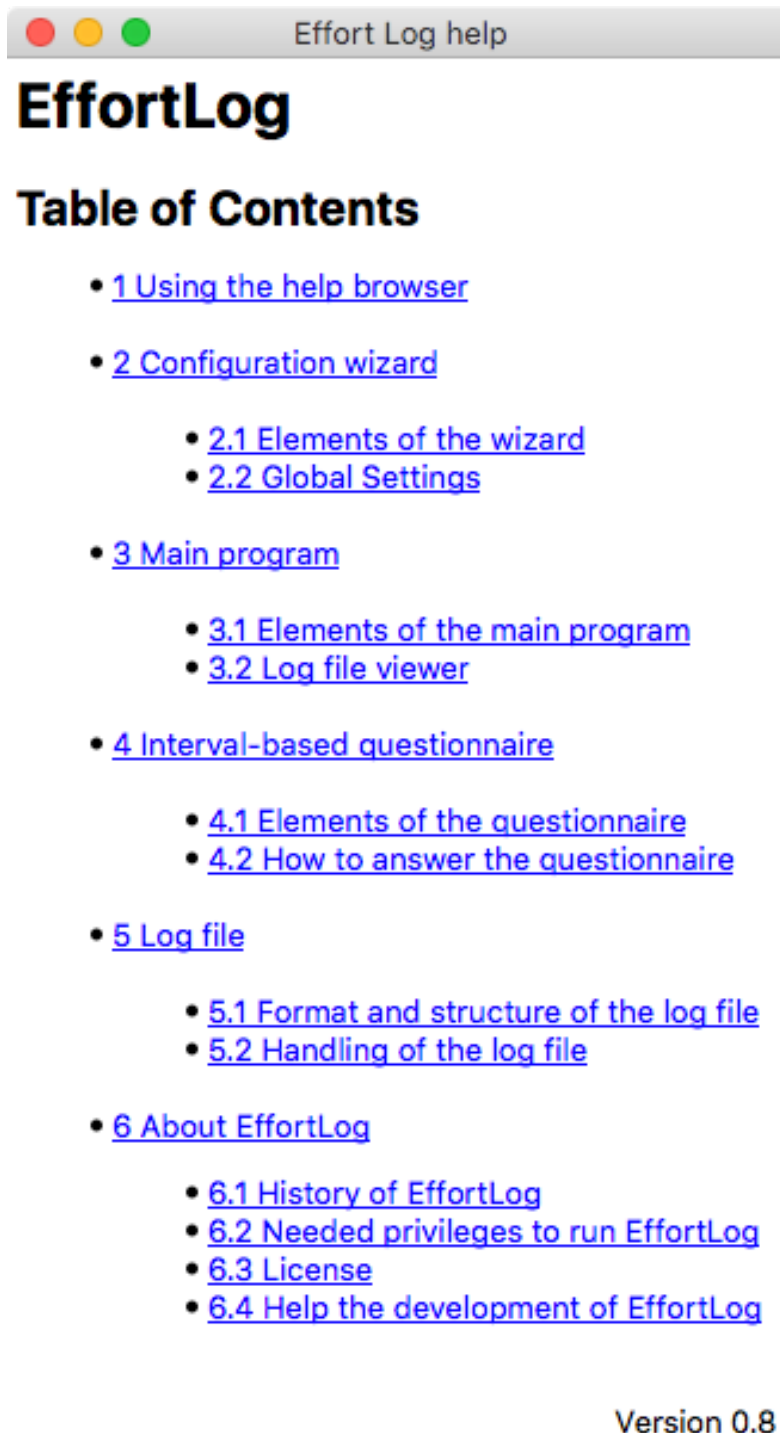 Effort Log help
EffortLog
Table of Contents
1 Using the help browser
2 Configuration wizard
2.1 Elements of the wizard
2.2 Global Settings
3 Main program
3.1 Elements of the main program
3.2 Log file viewer
4 Interval-based questionnaire
4.1 Elements of the questionnaire
4.2 How to answer the questionnaire
5 Log file
5.1 Format and structure of the log file
5.2 Handling of the log file
6 About EffortLog
6.1 History of EffortLog
6.2 Needed privileges to run EffortLog
6.3 License
6.4 Help the development of EffortLog
Version 0.8